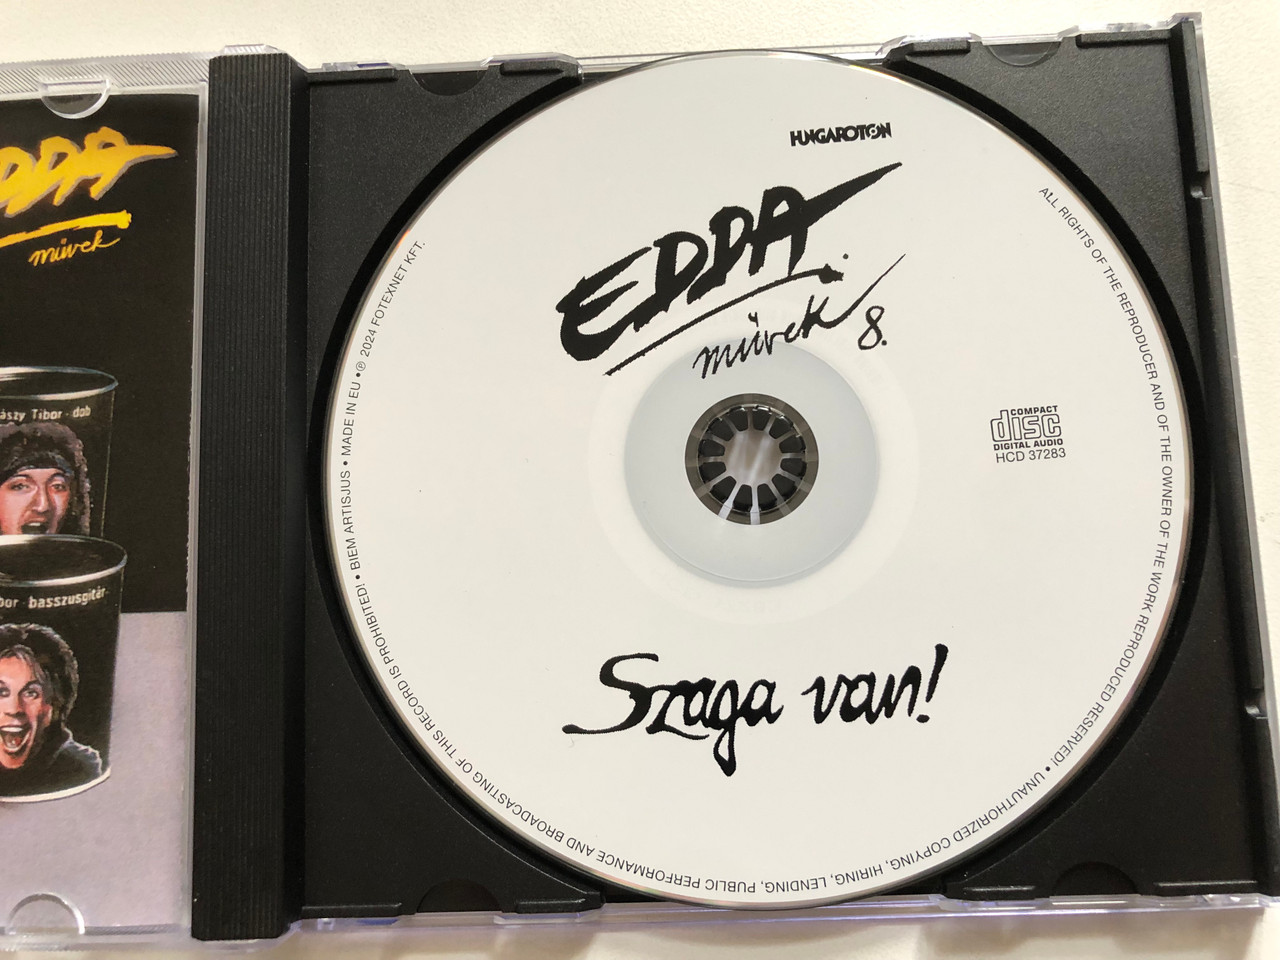 EDDA
művek
ászy Tibor - dob
bor - basszusgitár
HUNGAROTON
EDDA
művek 8.
COMPACT
disc
DIGITAL AUDIO
HCD 37283
Szaga van!
ALL RIGHTS OF THE REPRODUCER AND OF THE OWNER OF THE WORK REPRODUCED RESERVED! • UNAUTHORIZED COPYING, HIRING, LENDING, PUBLIC PERFORMANCE AND BROADCASTING OF THIS RECORD IS PROHIBITED! • BIEM ARTISJUS • MADE IN EU • ℗ 2024 FOTEXNET KFT.